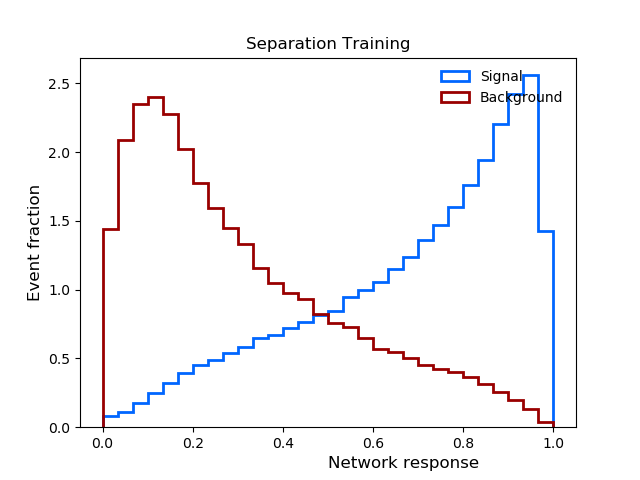 Separation Training
Signal
Background
2.5
2.0
1.5
1.0
0.5
0.0
Event fraction
0.0 0.2 0.4 0.6 0.8 1.0
Network response